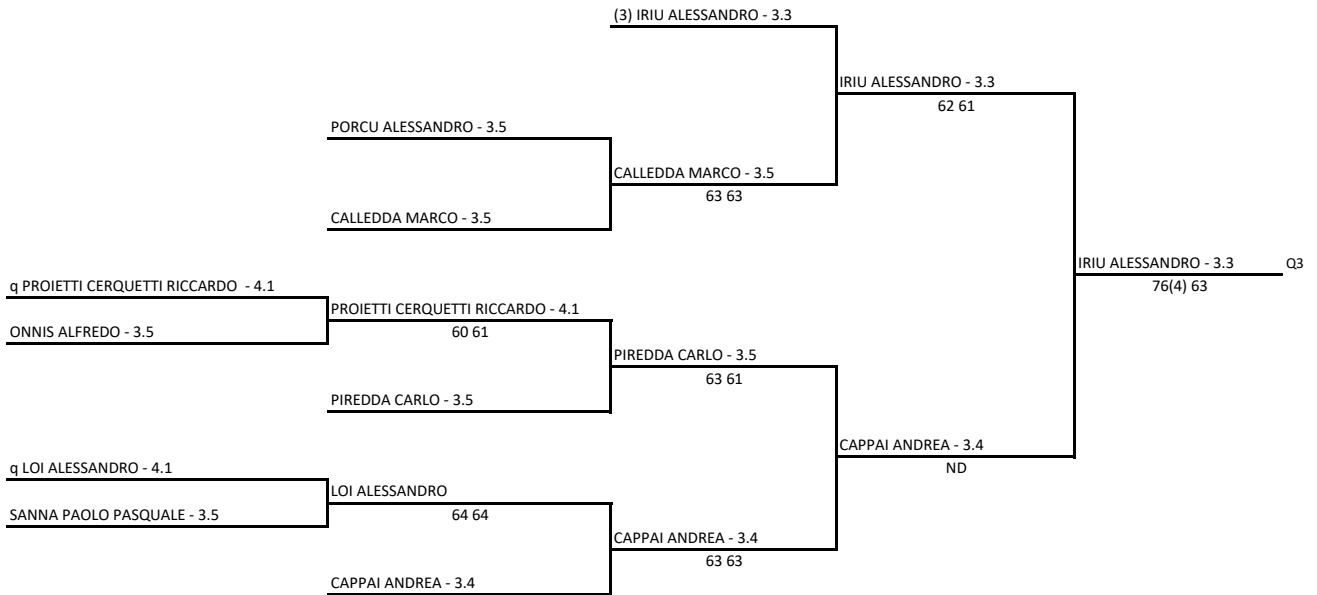 (3) IRIU ALESSANDRO - 3.3
IRIU ALESSANDRO - 3.3
62 61
PORCU ALESSANDRO - 3.5
CALLEDDA MARCO - 3.5
63 63
CALLEDDA MARCO - 3.5
IRIU ALESSANDRO - 3.3
Q3
76(4) 63
q PROIETTI CERQUETTI RICCARDO - 4.1
PROIETTI CERQUETTI RICCARDO - 4.1
60 61
ONNIS ALFREDO - 3.5
PIREDDA CARLO - 3.5
63 61
PIREDDA CARLO - 3.5
CAPPAI ANDREA - 3.4
ND
q LOI ALESSANDRO - 4.1
LOI ALESSANDRO
64 64
SANNA PAOLO PASQUALE - 3.5
CAPPAI ANDREA - 3.4
63 63
CAPPAI ANDREA - 3.4